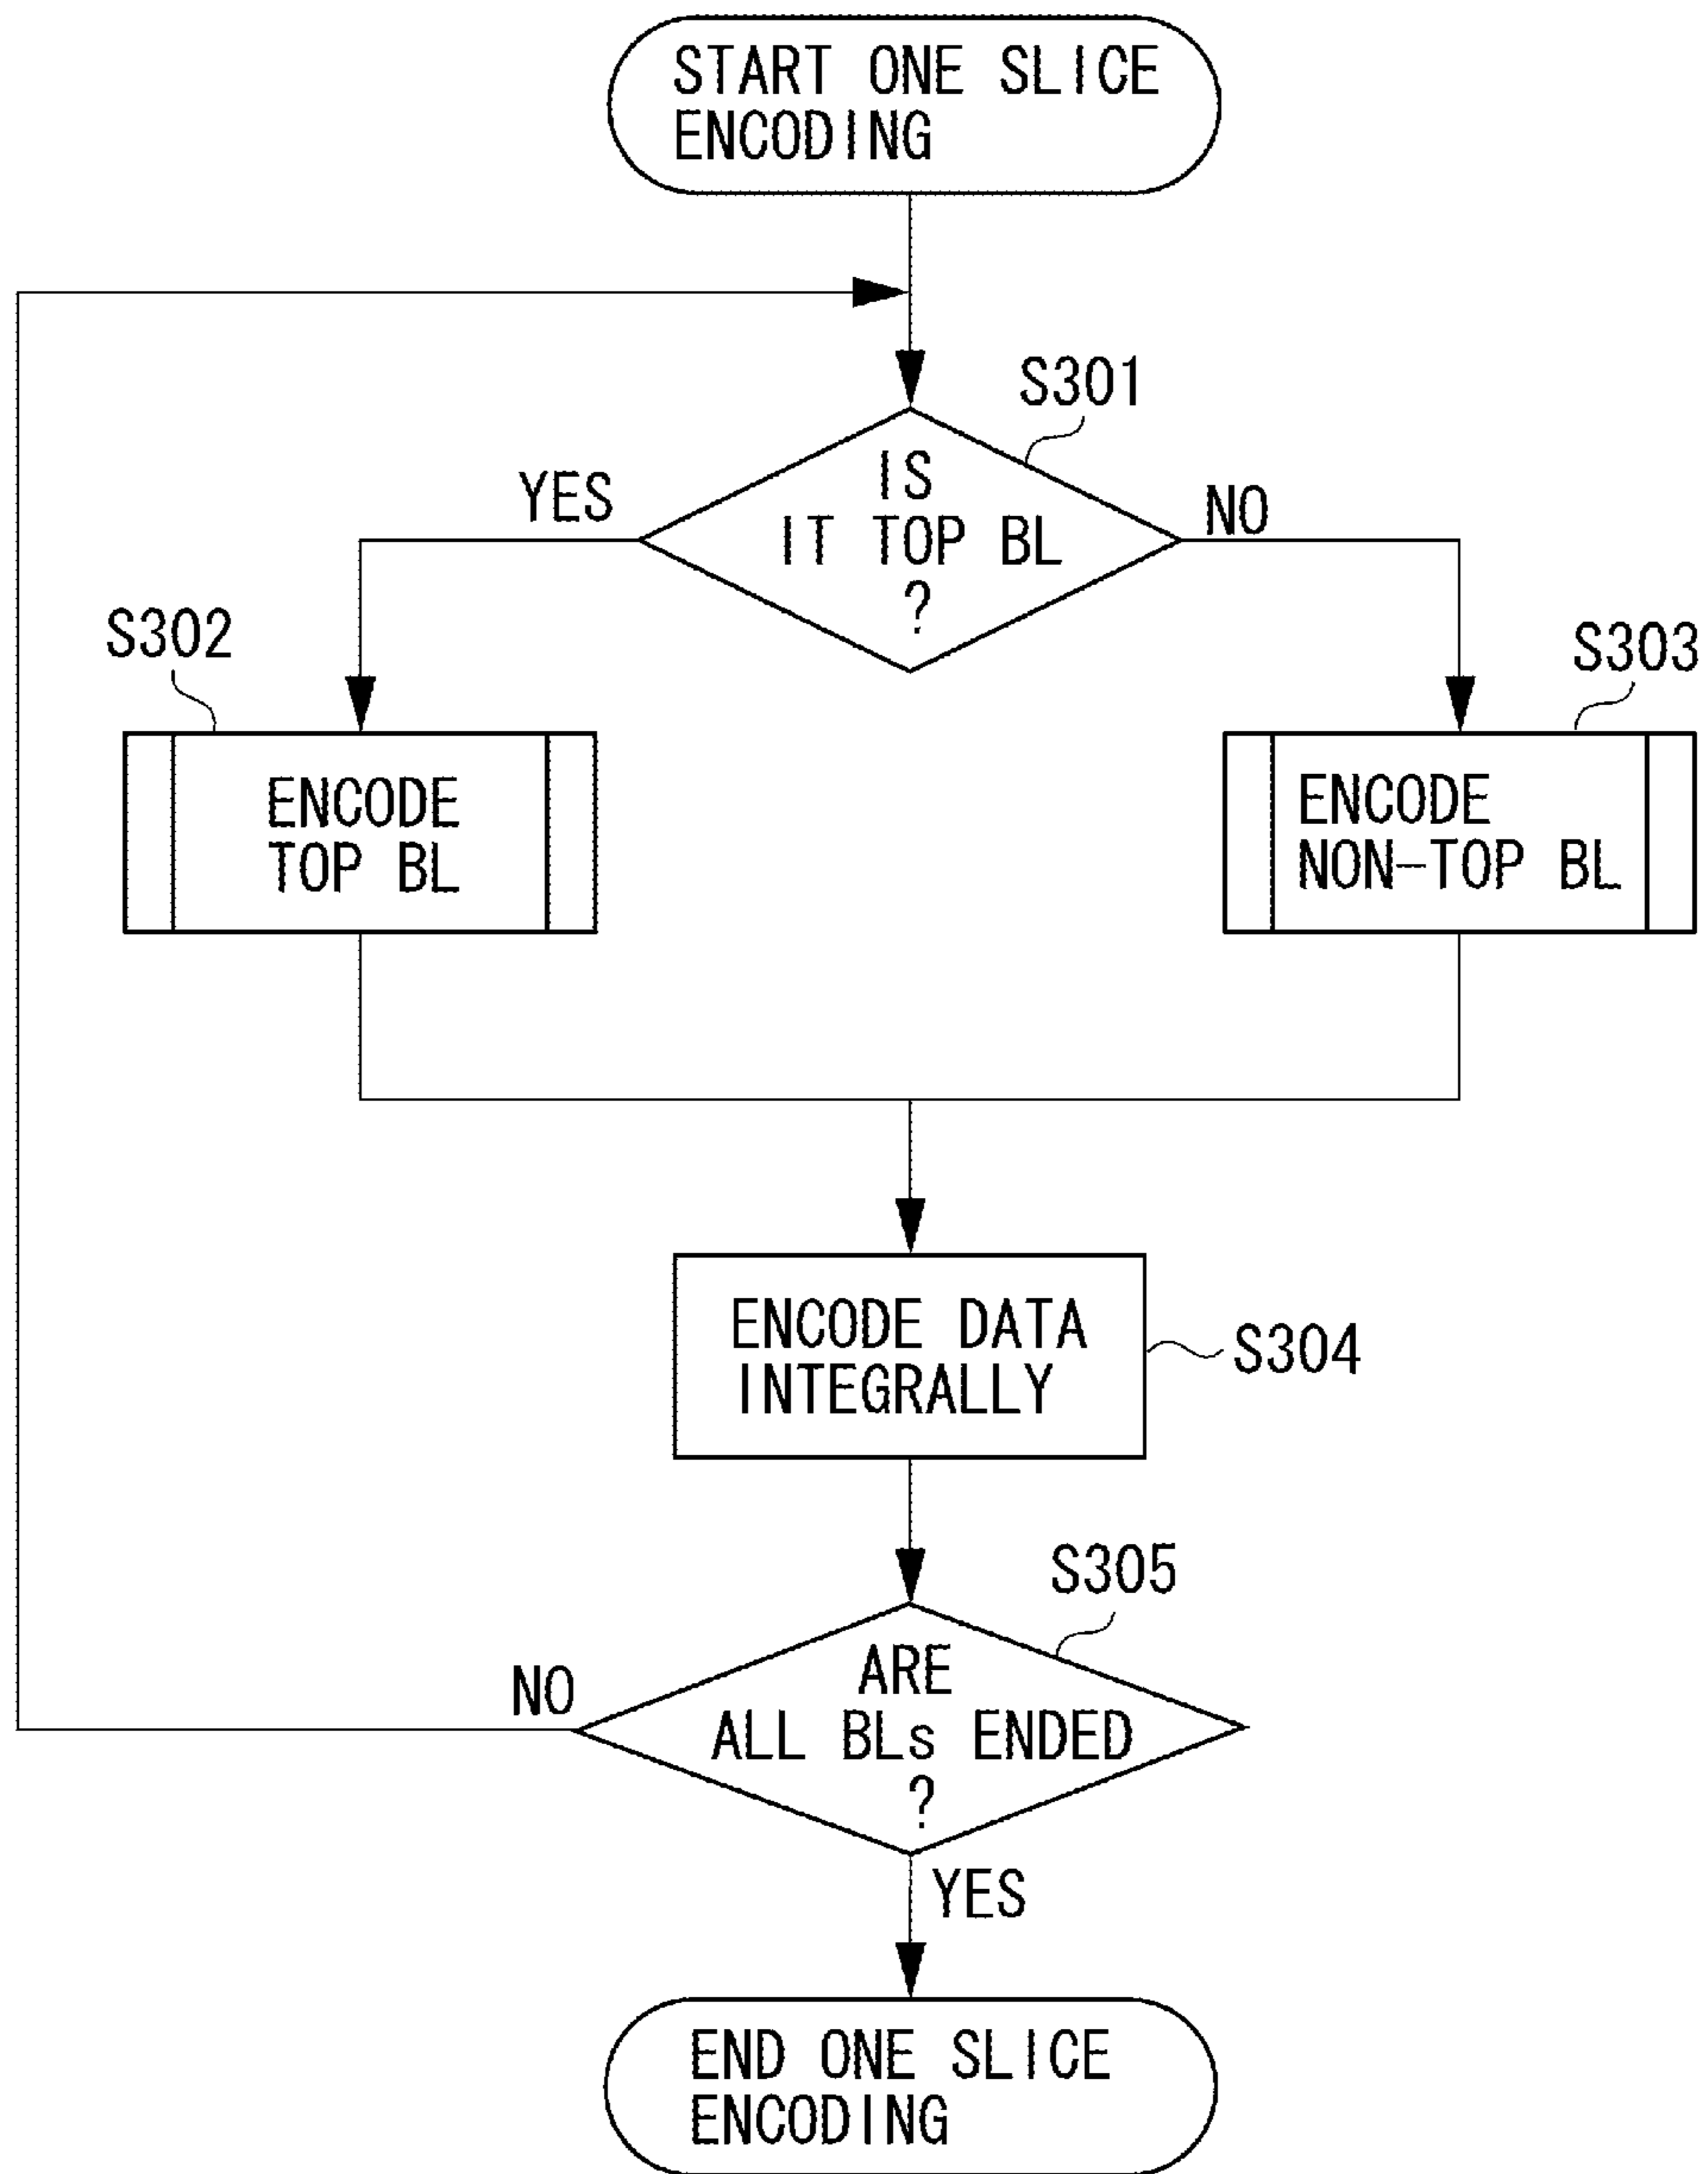 START ONE SLICE
ENCODING
S301
IS
IT TOP BL
?
YES
NO
S302
S303
ENCODE
TOP BL
ENCODE
NON-TOP BL
ENCODE DATA
INTEGRALLY
S304
S305
ARE
ALL BLs ENDED
?
NO
YES
END ONE SLICE
ENCODING